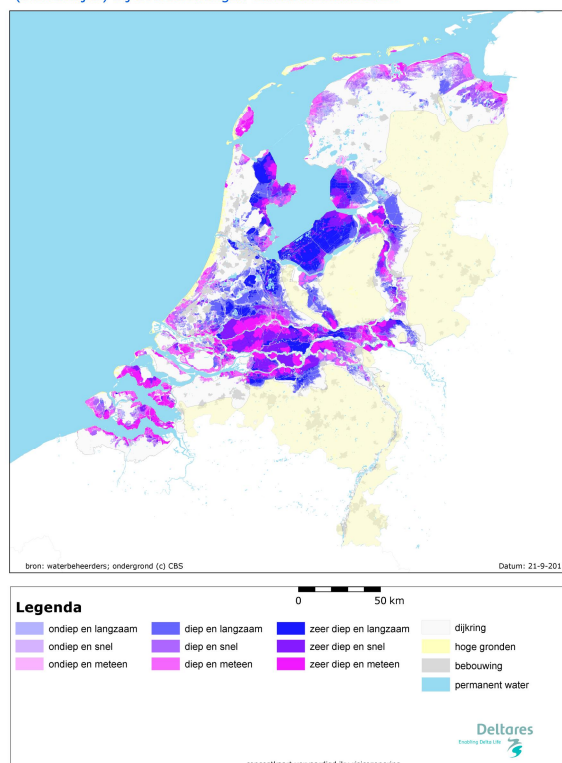 bron: waterbeheerders; ondergrond (c) CBS
Datum: 21-9-201
Legenda
0 50 km
ondiep en langzaam
ondiep en snel
ondiep en meteen
diep en langzaam
diep en snel
diep en meteen
zeer diep en langzaam
zeer diep en snel
zeer diep en meteen
dijkring
hoge gronden
bebouwing
permanent water
Deltares
Enabling Delta Life